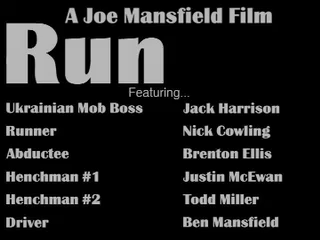 A Joe Mansfield Film
Run
Featuring...
Ukrainian Mob Boss Jack Harrison
Runner Nick Cowling
Abductee Brenton Ellis
Henchman #1 Justin McEwan
Henchman #2 Todd Miller
Driver Ben Mansfield